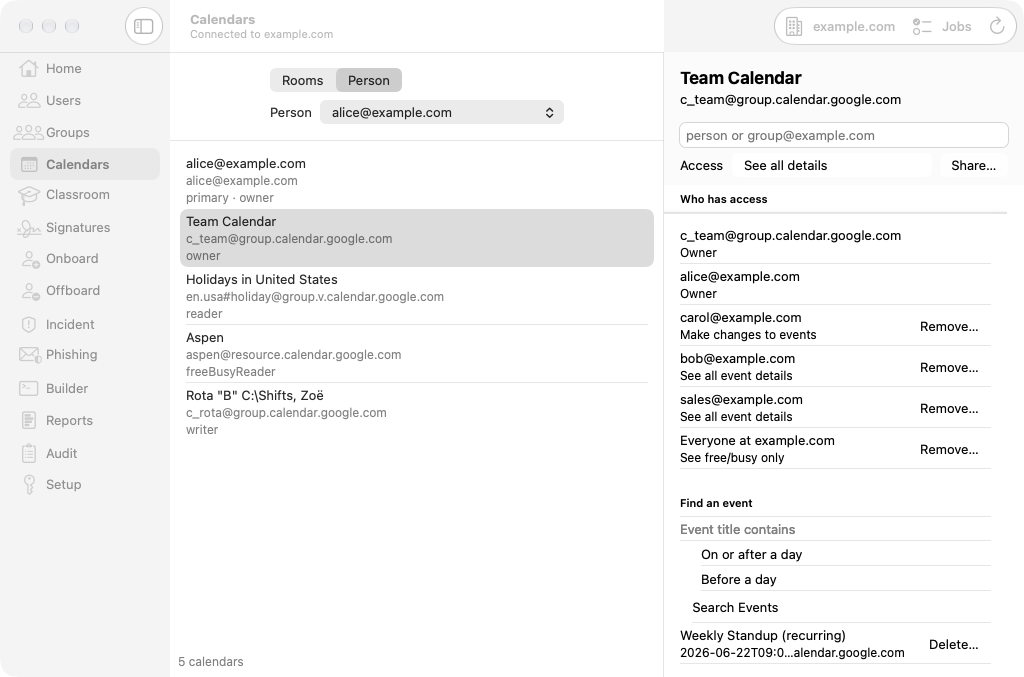 Calendars
Connected to example.com
example.com
Jobs
Home
Users
Groups
Calendars
Classroom
Signatures
Onboard
Offboard
Incident
Phishing
Builder
Reports
Audit
Setup
Rooms
Person
Person
alice@example.com
alice@example.com
alice@example.com
primary · owner
Team Calendar
c_team@group.calendar.google.com
owner
Holidays in United States
en.usa#holiday@group.v.calendar.google.com
reader
Aspen
aspen@resource.calendar.google.com
freeBusyReader
Rota "B" C:\Shifts, Zoë
c_rota@group.calendar.google.com
writer
5 calendars
Team Calendar
c_team@group.calendar.google.com
person or group@example.com
Access
See all details
Share...
Who has access
c_team@group.calendar.google.com
Owner
alice@example.com
Owner
carol@example.com
Make changes to events
Remove...
bob@example.com
See all event details
Remove...
sales@example.com
See all event details
Remove...
Everyone at example.com
See free/busy only
Remove...
Find an event
Event title contains
On or after a day
Before a day
Search Events
Weekly Standup (recurring)
2026-06-22T09:0...alendar.google.com
Delete...